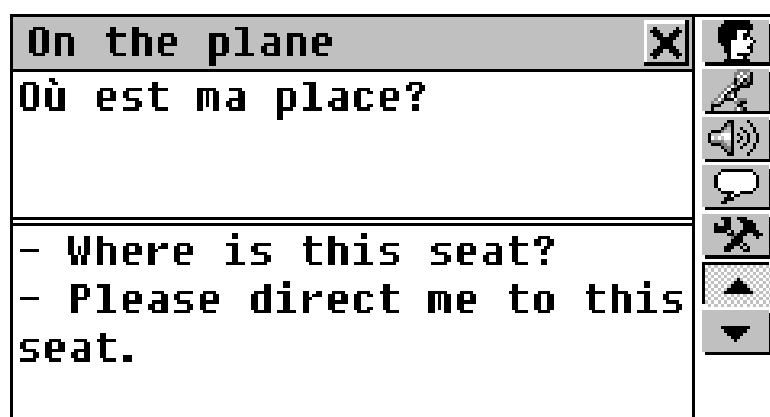 On the plane
Où est ma place?
- Where is this seat?
- Please direct me to this
seat.